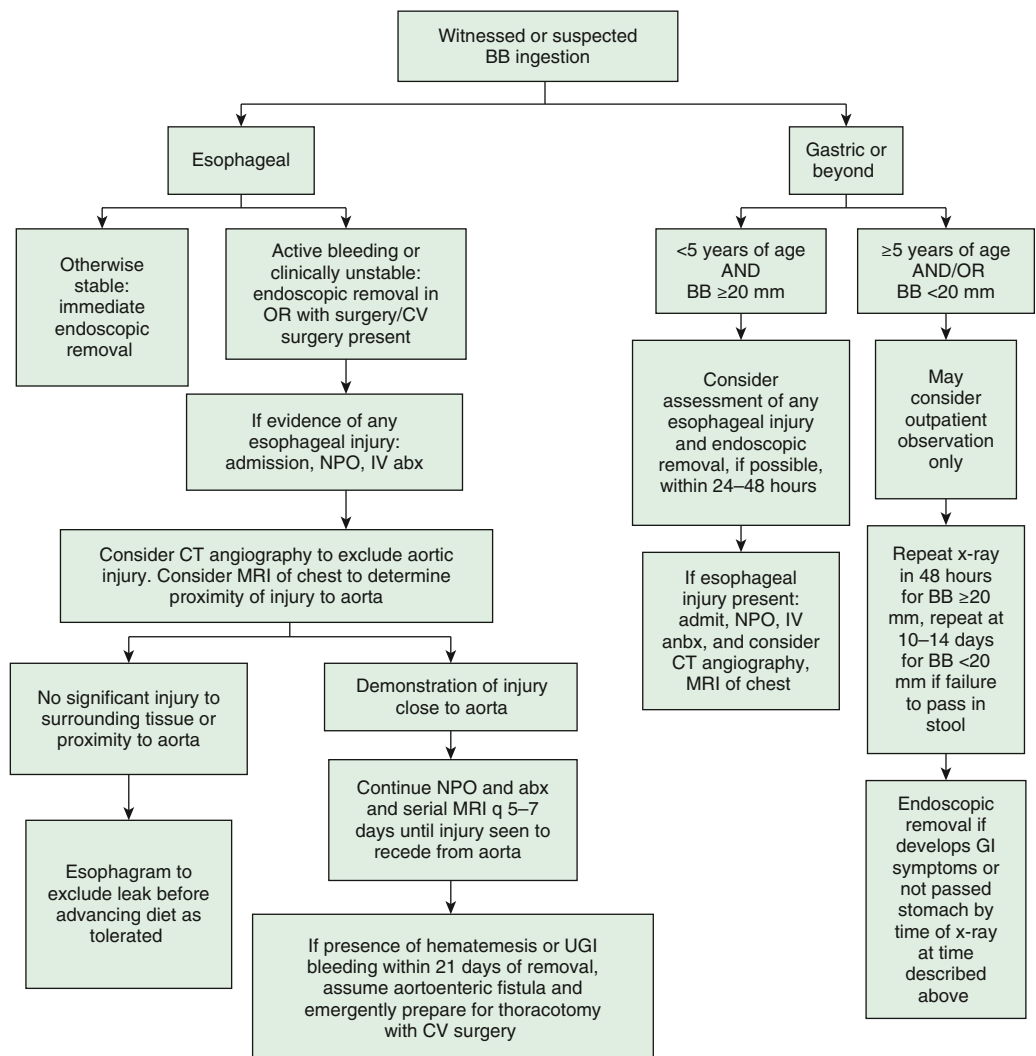 Witnessed or suspected
BB ingestion
Esophageal
Gastric or
beyond
Otherwise
stable:
immediate
endoscopic
removal
Active bleeding or
clinically unstable:
endoscopic removal in
OR with surgery/CV
surgery present
<5 years of age
AND
BB ≥20 mm
≥5 years of age
AND/OR
BB <20 mm
If evidence of any
esophageal injury:
admission, NPO, IV abx
Consider
assessment of any
esophageal injury
and endoscopic
removal, if possible,
within 24–48 hours
May
consider
outpatient
observation
only
Consider CT angiography to exclude aortic
injury. Consider MRI of chest to determine
proximity of injury to aorta
If esophageal
injury present:
admit, NPO, IV
anbx, and consider
CT angiography,
MRI of chest
Repeat x-ray
in 48 hours
for BB ≥20
mm, repeat at
10–14 days
for BB <20
mm if failure
to pass in
stool
No significant injury to
surrounding tissue or
proximity to aorta
Demonstration of injury
close to aorta
Continue NPO and abx
and serial MRI q 5–7
days until injury seen to
recede from aorta
Esophagram to
exclude leak before
advancing diet as
tolerated
Endoscopic
removal if
develops GI
symptoms or
not passed
stomach by
time of x-ray
at time
described
above
If presence of hematemesis or UGI
bleeding within 21 days of removal,
assume aortoenteric fistula and
emergently prepare for thoracotomy
with CV surgery